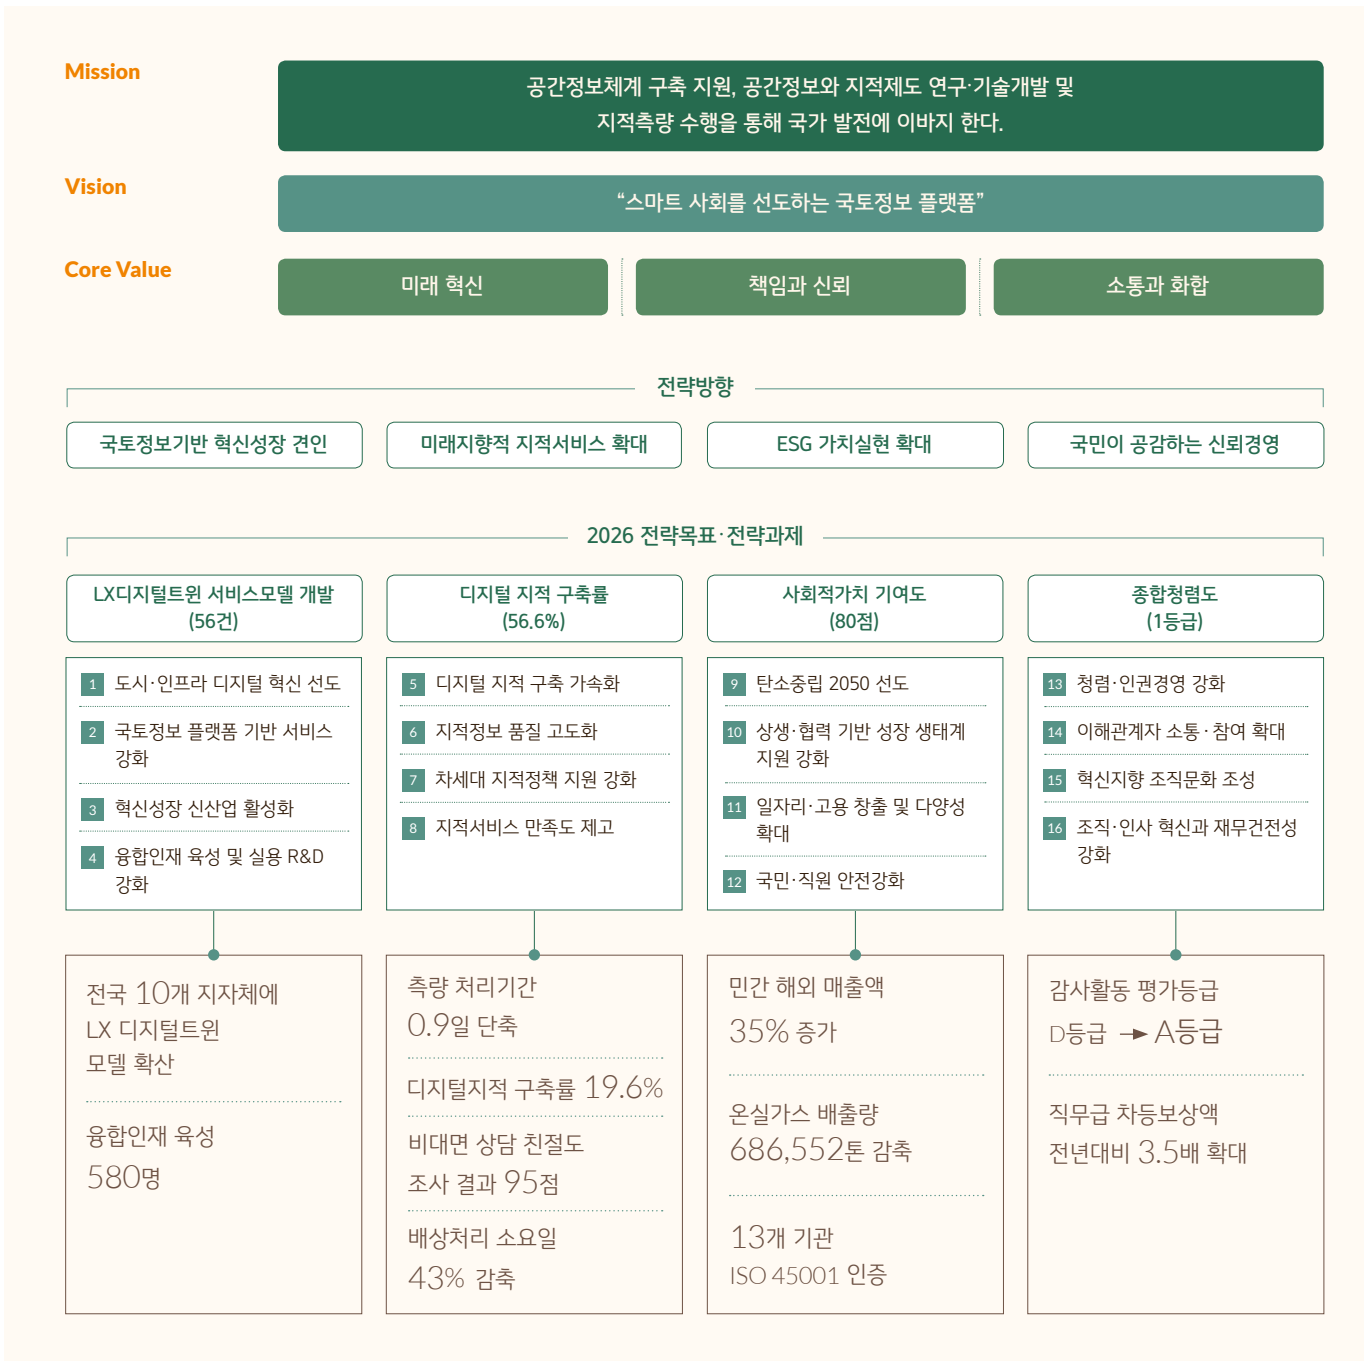 Mission
공간정보체계 구축 지원, 공간정보와 지적제도 연구·기술개발 및
지적측량 수행을 통해 국가 발전에 이바지 한다.
Vision
“스마트 사회를 선도하는 국토정보 플랫폼”
Core Value
미래 혁신
책임과 신뢰
소통과 화합
전략방향
국토정보기반 혁신성장 견인
미래지향적 지적서비스 확대
ESG 가치실현 확대
국민이 공감하는 신뢰경영
2026 전략목표·전략과제
LX디지털트윈 서비스모델 개발
(56건)
1 도시·인프라 디지털 혁신 선도
2 국토정보 플랫폼 기반 서비스
강화
3 혁신성장 신산업 활성화
4 융합인재 육성 및 실용 R&D
강화
전국 10개 지자체에
LX 디지털트윈
모델 확산
융합인재 육성
580명
디지털 지적 구축률
(56.6%)
5 디지털 지적 구축 가속화
6 지적정보 품질 고도화
7 차세대 지적정책 지원 강화
8 지적서비스 만족도 제고
측량 처리기간
0.9일 단축
디지털지적 구축률 19.6%
비대면 상담 친절도
조사 결과 95점
배상처리 소요일
43% 감축
사회적가치 기여도
(80점)
9 탄소중립 2050 선도
10 상생·협력 기반 성장 생태계
지원 강화
11 일자리·고용 창출 및 다양성
확대
12 국민·직원 안전강화
민간 해외 매출액
35% 증가
온실가스 배출량
686,552톤 감축
13개 기관
ISO 45001 인증
종합청렴도
(1등급)
13 청렴·인권경영 강화
14 이해관계자 소통·참여 확대
15 혁신지향 조직문화 조성
16 조직·인사 혁신과 재무건전성
강화
감사활동 평가등급
D등급 → A등급
직무급 차등보상액
전년대비 3.5배 확대